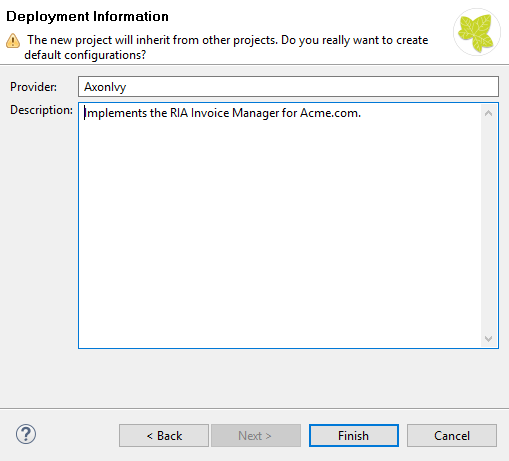 Deployment Information
The new project will inherit from other projects. Do you really want to create
default configurations?
Provider:
AxonIvy
Description:
Implements the RIA Invoice Manager for Acme.com.
?
< Back
Next >
Finish
Cancel